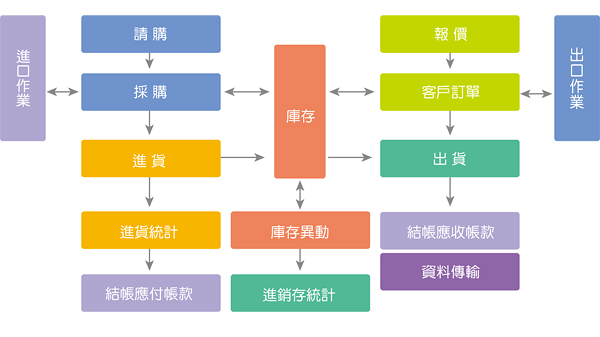 進口作業
請購
採購
進貨
進貨統計
結帳應付帳款
庫存
庫存異動
進銷存統計
報價
客戶訂單
出貨
結帳應收帳款
資料傳輸
出口作業